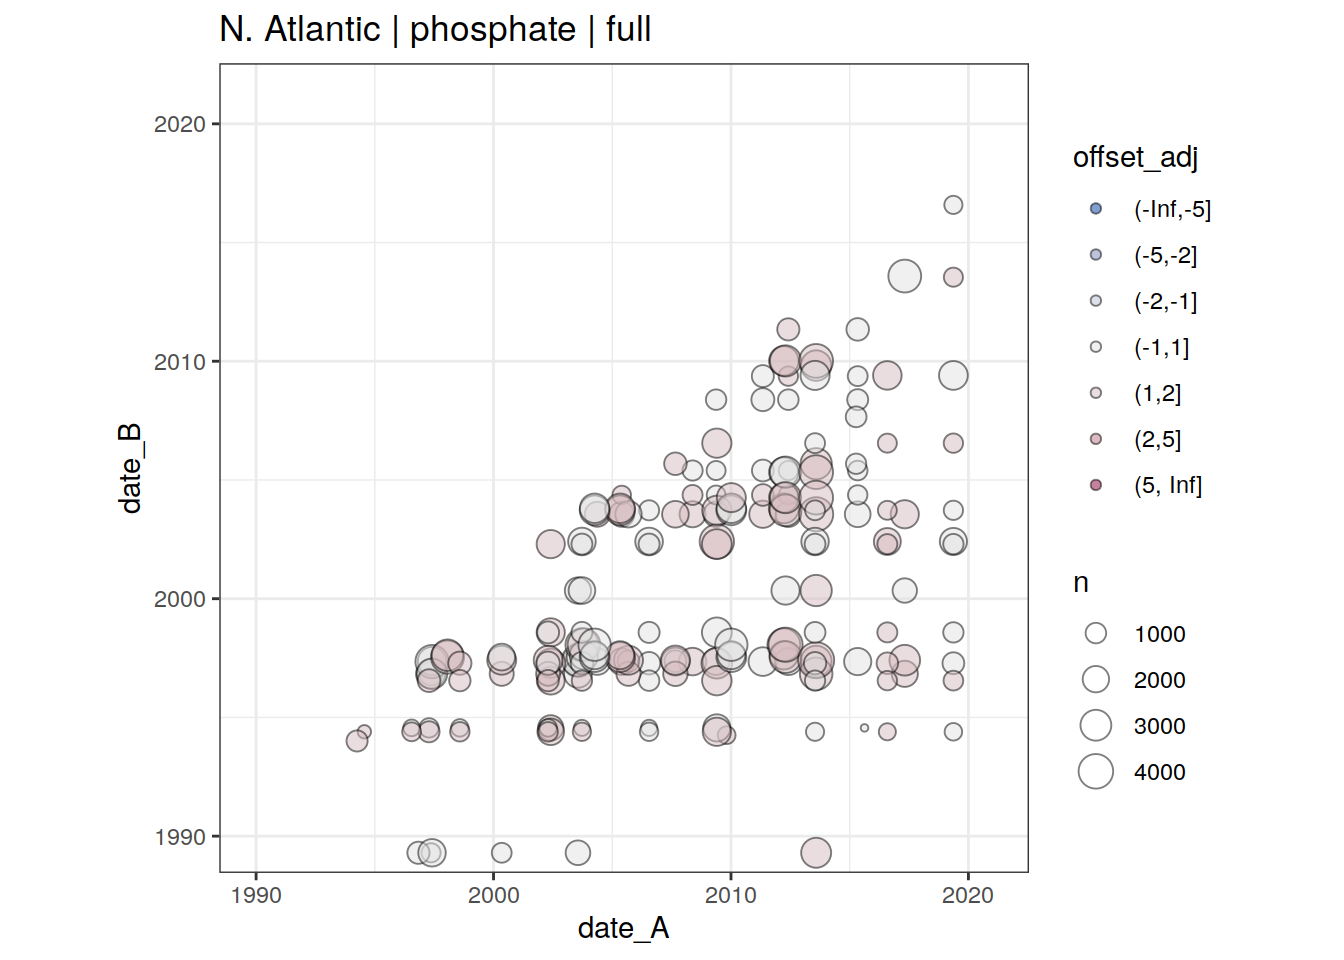 N. Atlantic | phosphate | full
2020
2010
2000
1990
1990 2000 2010 2020
date_A
date_B
offset_adj
(-Inf,-5]
(-5,-2]
(-2,-1]
(-1,1]
(1,2]
(2,5]
(5, Inf]
n
1000
2000
3000
4000